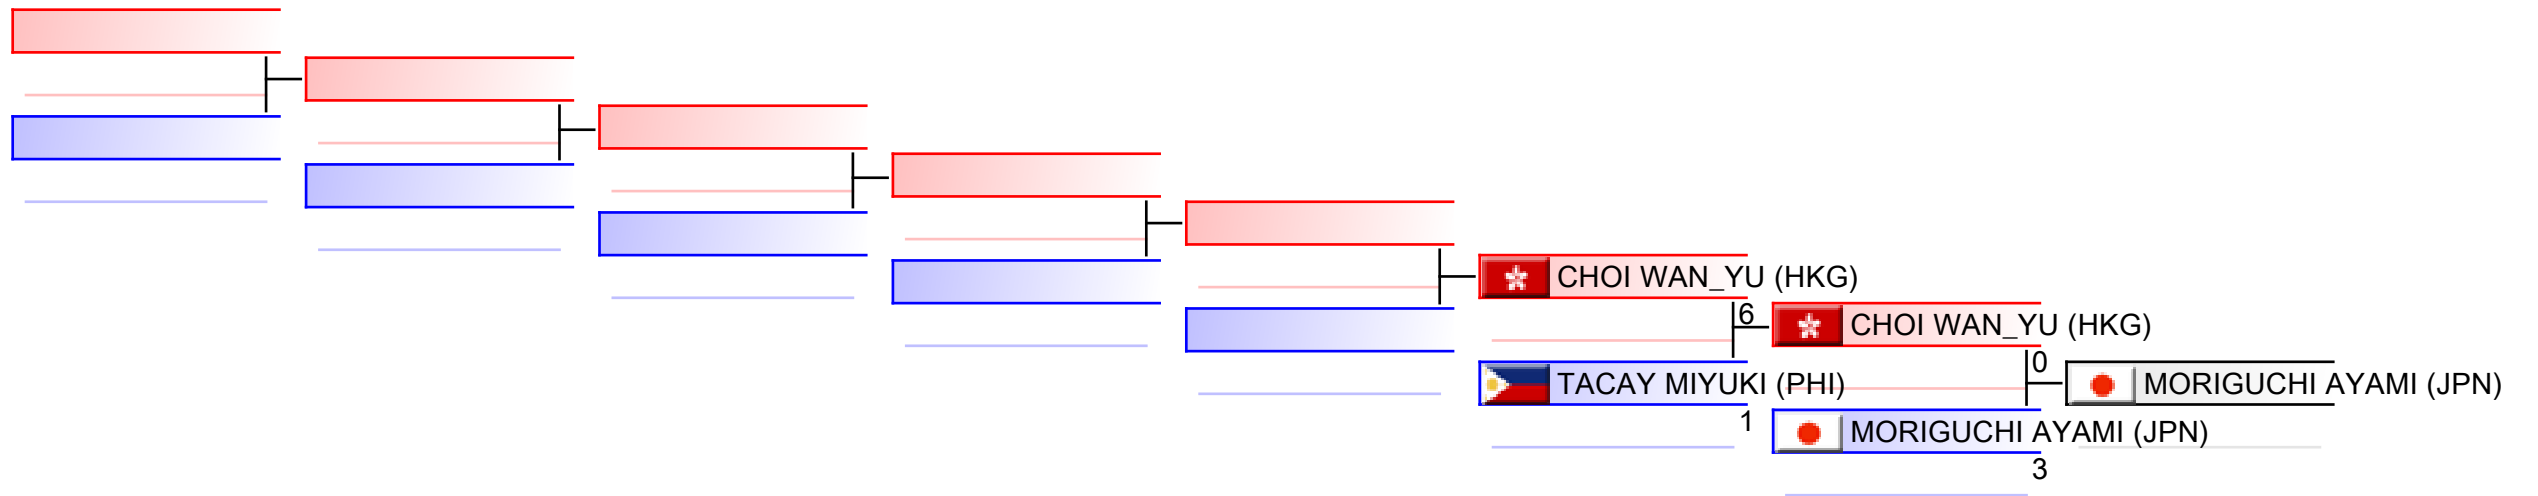 CHOI WAN_YU (HKG)
6
TACAY MIYUKI (PHI)
1
CHOI WAN_YU (HKG)
0
MORIGUCHI AYAMI (JPN)
3
MORIGUCHI AYAMI (JPN)